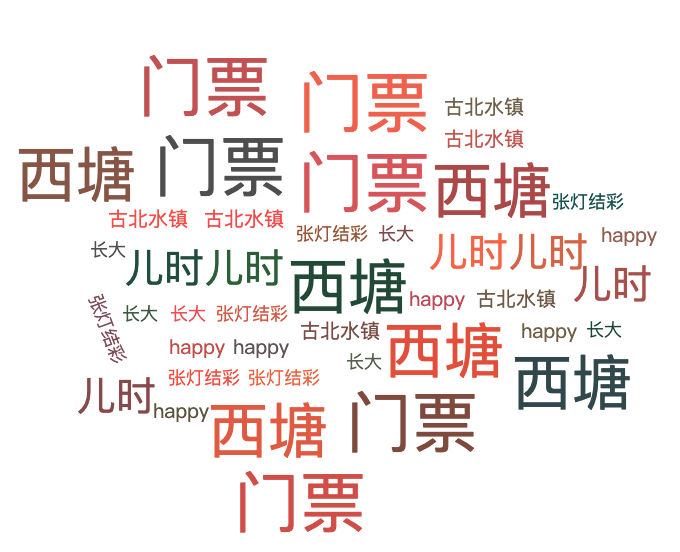 门票
门票
古北水镇
古北水镇
西塘
门票
门票
西塘
张灯结彩
古北水镇
古北水镇
张灯结彩
长大
happy
长大
儿时
儿时
西塘
儿时
儿时
儿时
张灯结彩
长大
长大
张灯结彩
happy
古北水镇
happy
happy
古北水镇
西塘
happy
长大
长大
西塘
儿时
happy
张灯结彩
张灯结彩
西塘
门票
门票